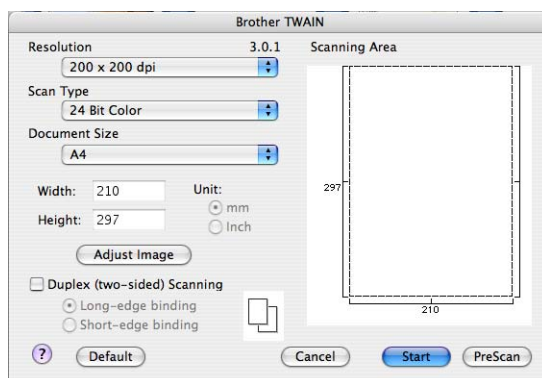 Brother TWAIN
Resolution 3.0.1
200 x 200 dpi
Scan Type
24 Bit Color
Document Size
A4
Width: 210
Height: 297
Unit:
mm
Inch
Adjust Image
Duplex (two-sided) Scanning
Long-edge binding
Short-edge binding
Scanning Area
297
210
? Default Cancel Start PreScan